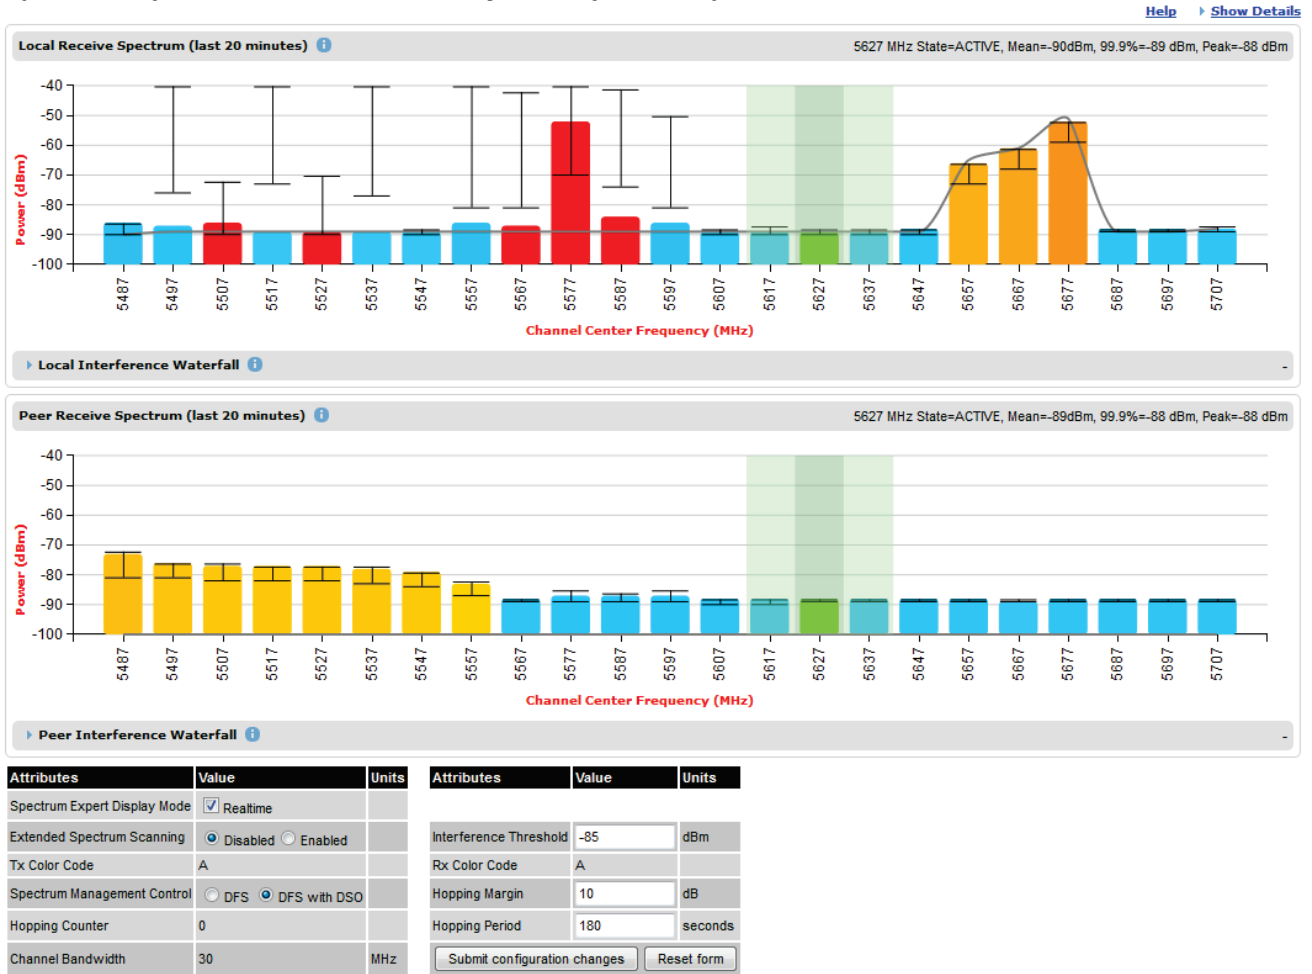 Help Show Details
Local Receive Spectrum (last 20 minutes) i 5627 MHz State=ACTIVE, Mean=-90dBm, 99.9%=-89 dBm, Peak=-88 dBm
-40
-50
-60
-70
-80
-90
-100
Power (dBm)
5487 5497 5507 5517 5527 5537 5547 5557 5567 5577 5587 5597 5607 5617 5627 5637 5647 5657 5667 5677 5687 5697 5707
Channel Center Frequency (MHz)
Local Interference Waterfall i -
Peer Receive Spectrum (last 20 minutes) i 5627 MHz State=ACTIVE, Mean=-89dBm, 99.9%=-88 dBm, Peak=-88 dBm
-40
-50
-60
-70
-80
-90
-100
Power (dBm)
5487 5497 5507 5517 5527 5537 5547 5557 5567 5577 5587 5597 5607 5617 5627 5637 5647 5657 5667 5677 5687 5697 5707
Channel Center Frequency (MHz)
Peer Interference Waterfall i -
Attributes Value Units Attributes Value Units
Spectrum Expert Display Mode Realtime
Extended Spectrum Scanning Disabled Enabled Interference Threshold -85 dBm
Tx Color Code A Rx Color Code A
Spectrum Management Control DFS DFS with DSO Hopping Margin 10 dB
Hopping Counter 0 Hopping Period 180 seconds
Channel Bandwidth 30 MHz Submit configuration changes Reset form